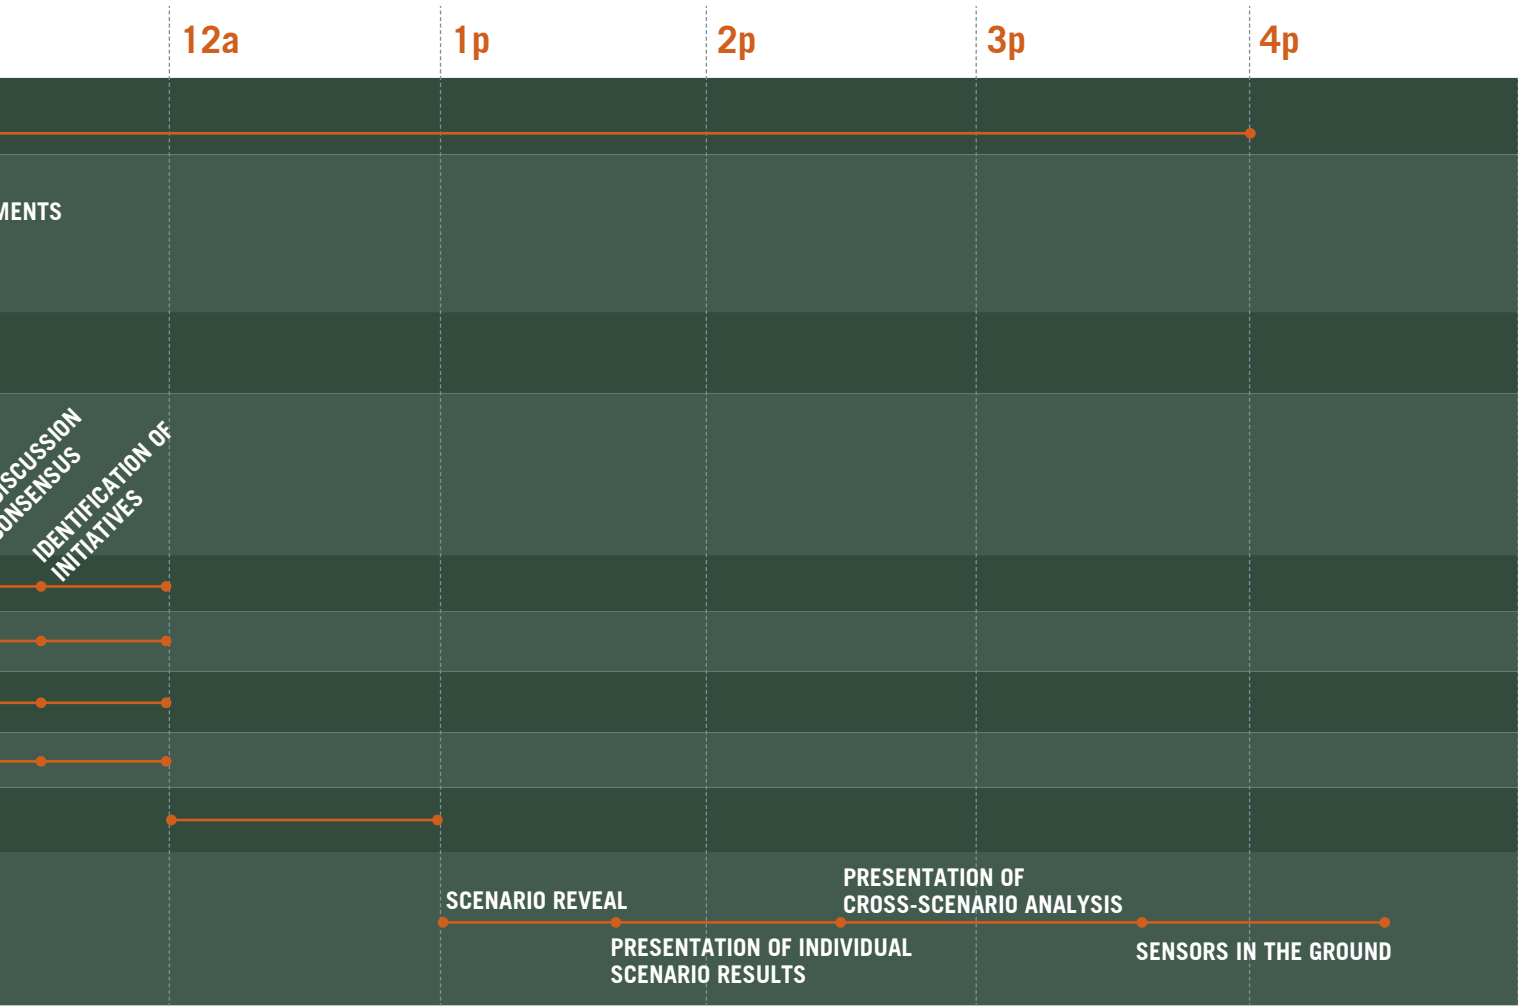 12a
1p
2p
3p
4p
IDENTIFICATION OF
INITIATIVES
SCENARIO REVEAL
PRESENTATION OF INDIVIDUAL
SCENARIO RESULTS
PRESENTATION OF
CROSS-SCENARIO ANALYSIS
SENSORS IN THE GROUND